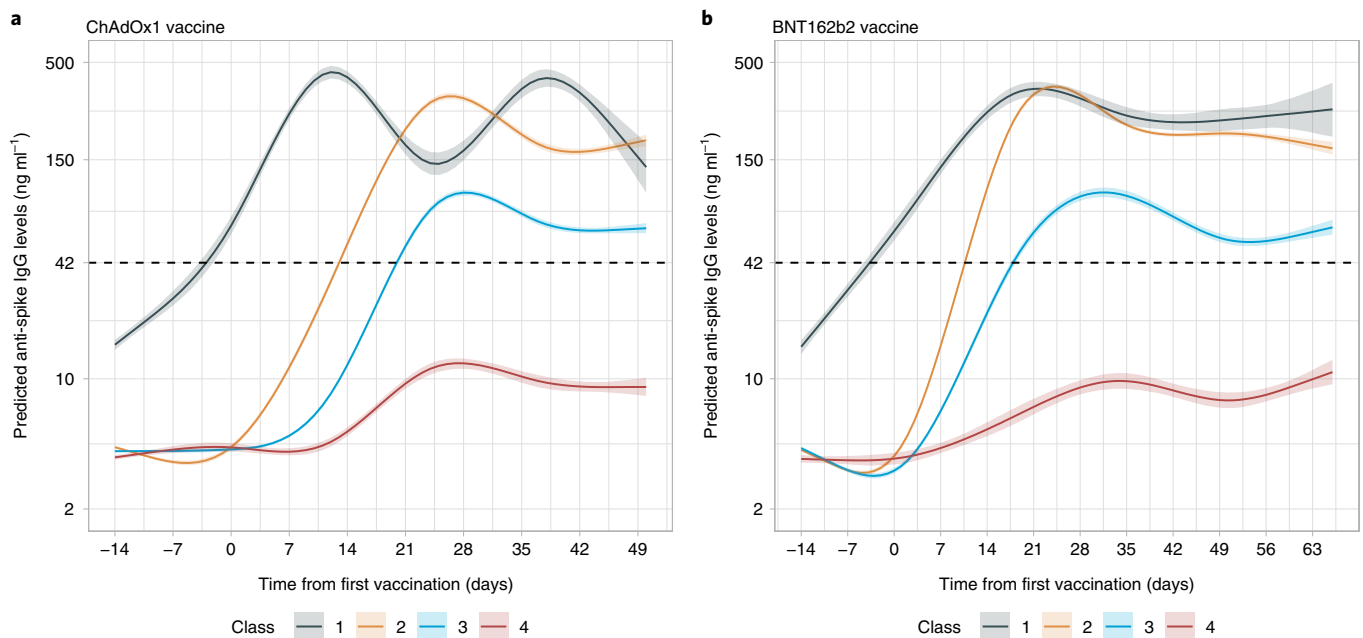 a
ChAdOx1 vaccine
Predicted anti-spike IgG levels (ng ml⁻¹)
500
150
42
10
2
−14 −7 0 7 14 21 28 35 42 49
Time from first vaccination (days)
Class 1 2 3 4
b
BNT162b2 vaccine
Predicted anti-spike IgG levels (ng ml⁻¹)
500
150
42
10
2
−14 −7 0 7 14 21 28 35 42 49 56 63
Time from first vaccination (days)
Class 1 2 3 4